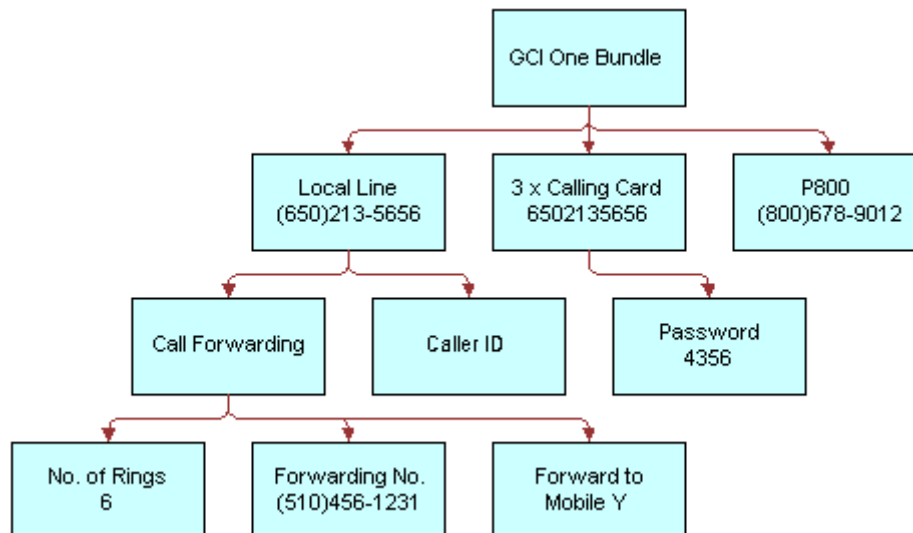 GCI One Bundle
Local Line
(650)213-5656
3 x Calling Card
6502135656
P800
(800)678-9012
Call Forwarding
Caller ID
Password
4356
No. of Rings
6
Forwarding No.
(510)456-1231
Forward to
Mobile Y